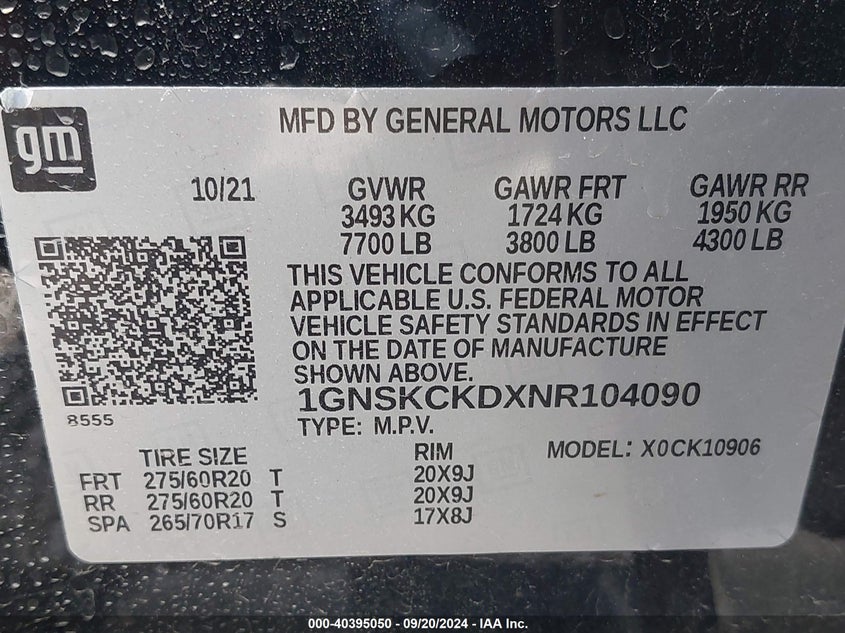 gm
MFD BY GENERAL MOTORS LLC
10/21 GVWR GAWR FRT GAWR RR
3493 KG 1724 KG 1950 KG
7700 LB 3800 LB 4300 LB
THIS VEHICLE CONFORMS TO ALL
APPLICABLE U.S. FEDERAL MOTOR
VEHICLE SAFETY STANDARDS IN EFFECT
ON THE DATE OF MANUFACTURE
SHOWN ABOVE.
1GNSKCKDXNR104090
8555
TYPE: M.P.V.
TIRE SIZE RIM MODEL: X0CK10906
FRT 275/60R20 T 20X9J
RR 275/60R20 T 20X9J
SPA 265/70R17 S 17X8J
000-40395050 - 09/20/2024 - IAA Inc.